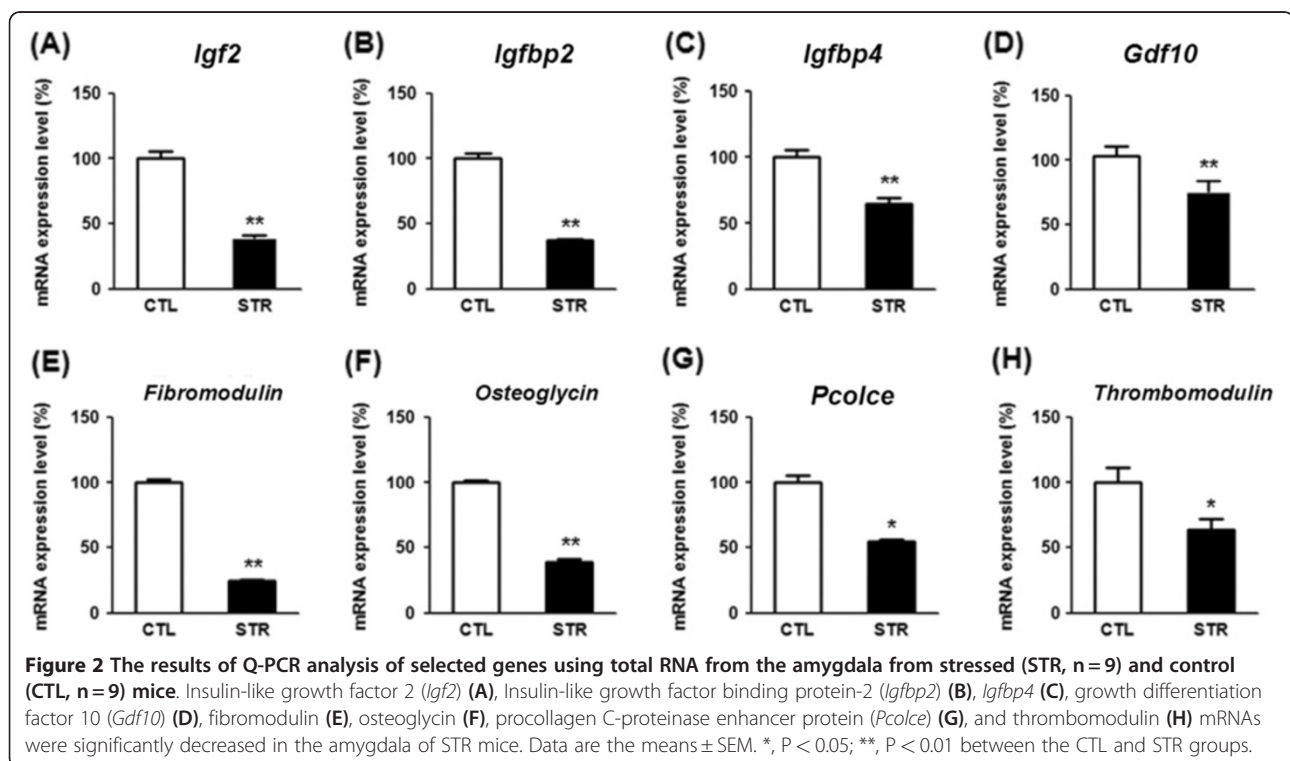 (A) Igf2
mRNA expression level (%)
150
100
50
0
**
CTL STR
(B) Igfbp2
mRNA expression level (%)
150
100
50
0
**
CTL STR
(C) Igfbp4
mRNA expression level (%)
150
100
50
0
**
CTL STR
(D) Gdf10
mRNA expression level (%)
150
100
50
0
**
CTL STR
(E) Fibromodulin
mRNA expression level (%)
150
100
50
0
**
CTL STR
(F) Osteoglycin
mRNA expression level (%)
150
100
50
0
**
CTL STR
(G) Pcolce
mRNA expression level (%)
150
100
50
0
*
CTL STR
(H) Thrombomodulin
mRNA expression level (%)
150
100
50
0
*
CTL STR
Figure 2 The results of Q-PCR analysis of selected genes using total RNA from the amygdala from stressed (STR, n = 9) and control
(CTL, n = 9) mice. Insulin-like growth factor 2 (Igf2) (A), Insulin-like growth factor binding protein-2 (Igfbp2) (B), Igfbp4 (C), growth differentiation
factor 10 (Gdf10) (D), fibromodulin (E), osteoglycin (F), procollagen C-proteinase enhancer protein (Pcolce) (G), and thrombomodulin (H) mRNAs
were significantly decreased in the amygdala of STR mice. Data are the means ± SEM. *, P < 0.05; **, P < 0.01 between the CTL and STR groups.